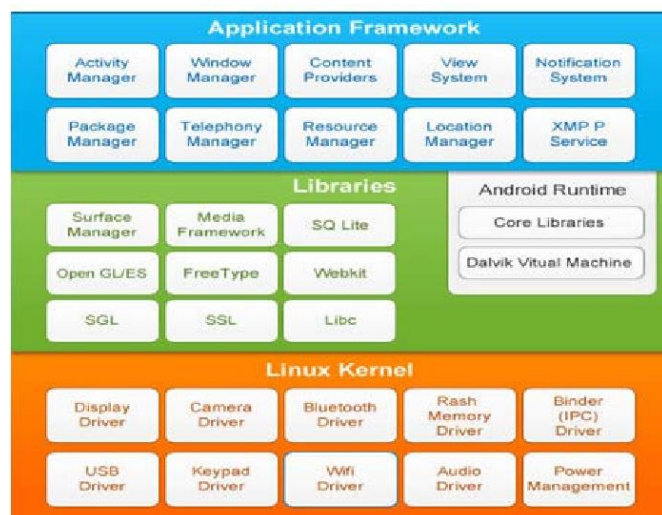 Application Framework
Activity
Manager
Window
Manager
Content
Providers
View
System
Notification
System
Package
Manager
Telephony
Manager
Resource
Manager
Location
Manager
XMP P
Service
Libraries
Surface
Manager
Media
Framework
SQ Lite
Open GL/ES
FreeType
Webkit
SGL
SSL
Libc
Android Runtime
Core Libraries
Dalvik Vitual Machine
Linux Kernel
Display
Driver
Camera
Driver
Bluetooth
Driver
Rash
Memory
Driver
Binder
(IPC)
Driver
USB
Driver
Keypad
Driver
Wifi
Driver
Audio
Driver
Power
Management